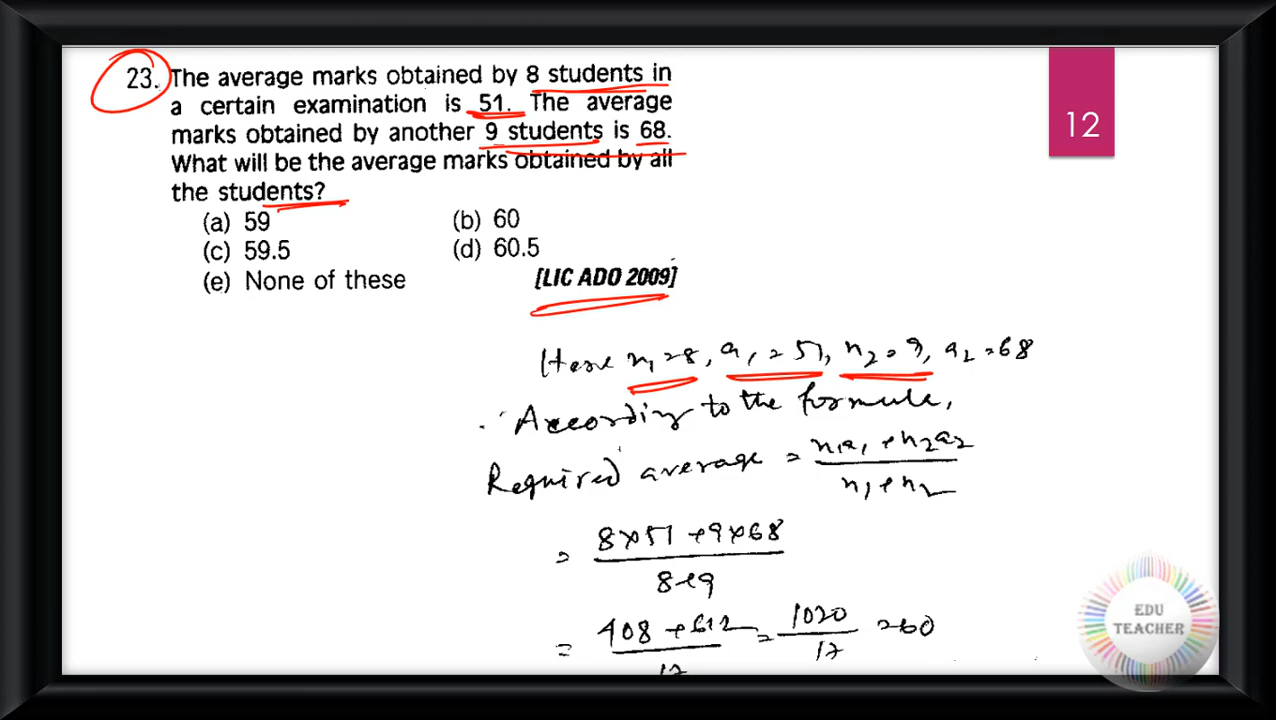 23. The average marks obtained by 8 students in
a certain examination is 51. The average
marks obtained by another 9 students is 68.
What will be the average marks obtained by all
the students?
(a) 59 (b) 60
(c) 59.5 (d) 60.5
(e) None of these [LIC ADO 2009]
12
Here n₁ = 8, a₁ = 51, n₂ = 9, a₂ = 68
According to the formula,
Required average = n₁a₁ + n₂a₂ / n₁ + n₂
= 8×51 + 9×68 / 8+9
= 408 + 612 / 17 = 1020 / 17 = 60
EDU
TEACHER